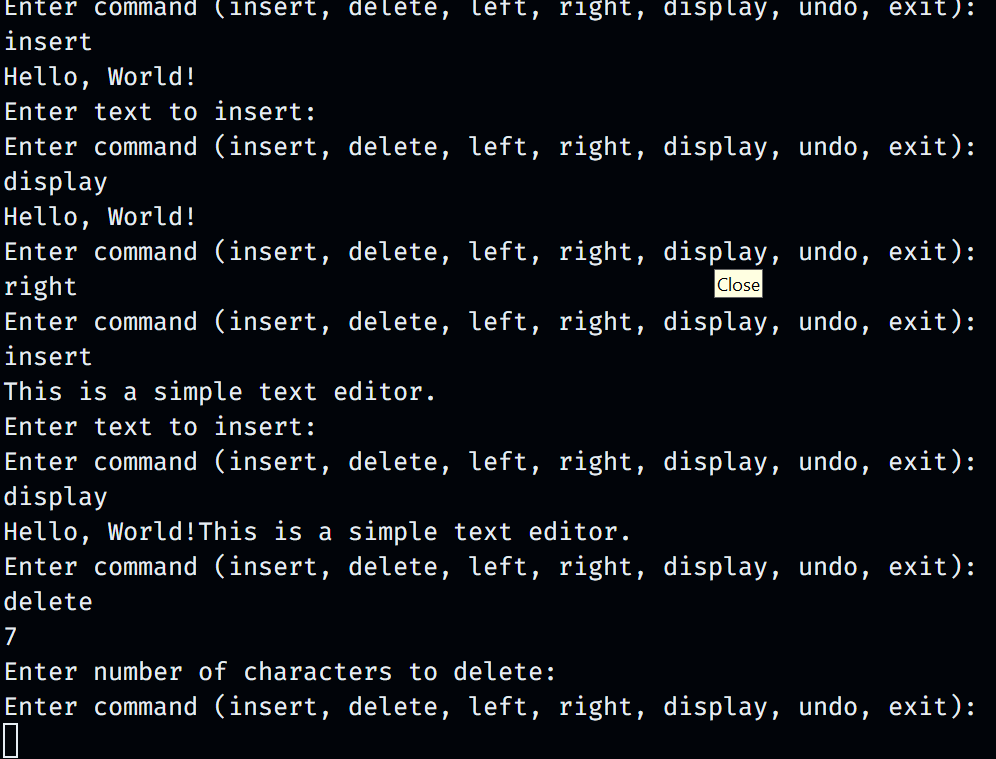 Enter command (insert, delete, left, right, display, undo, exit):
insert
Hello, World!
Enter text to insert:
Enter command (insert, delete, left, right, display, undo, exit):
display
Hello, World!
Enter command (insert, delete, left, right, display, undo, exit):
right
Close
Enter command (insert, delete, left, right, display, undo, exit):
insert
This is a simple text editor.
Enter text to insert:
Enter command (insert, delete, left, right, display, undo, exit):
display
Hello, World!This is a simple text editor.
Enter command (insert, delete, left, right, display, undo, exit):
delete
7
Enter number of characters to delete:
Enter command (insert, delete, left, right, display, undo, exit):